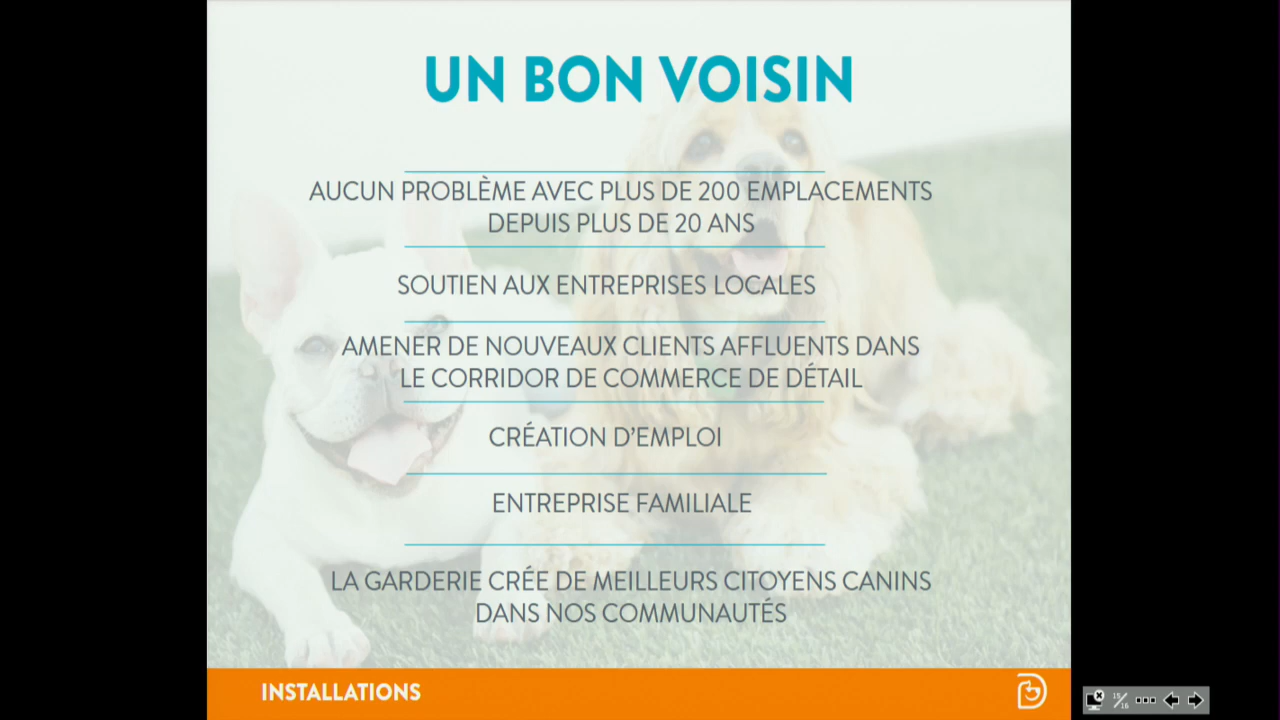 UN BON VOISIN
AUCUN PROBLÈME AVEC PLUS DE 200 EMPLACEMENTS
DEPUIS PLUS DE 20 ANS
SOUTIEN AUX ENTREPRISES LOCALES
AMENER DE NOUVEAUX CLIENTS AFFLUENTS DANS
LE CORRIDOR DE COMMERCE DE DÉTAIL
CRÉATION D'EMPLOI
ENTREPRISE FAMILIALE
LA GARDERIE CRÉE DE MEILLEURS CITOYENS CANINS
DANS NOS COMMUNAUTÉS
INSTALLATIONS
15/16